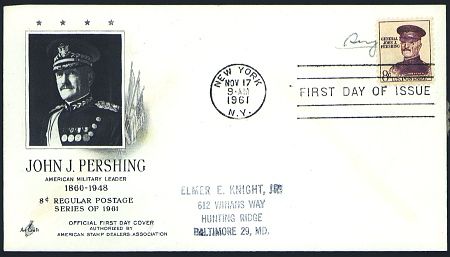 JOHN J. PERSHING
AMERICAN MILITARY LEADER
1860-1948
8¢ REGULAR POSTAGE
SERIES OF 1961
OFFICIAL FIRST DAY COVER
AUTHORIZED BY
AMERICAN STAMP DEALERS ASSOCIATION
NEW YORK
NOV 17
9-AM
1961
N.Y.
GENERAL
JOHN J.
PERSHING
8¢
FIRST DAY OF ISSUE
ELMER E. KNIGHT, JR.
612 WIRANS WAY
HUNTING RIDGE
BALTIMORE 29, MD.